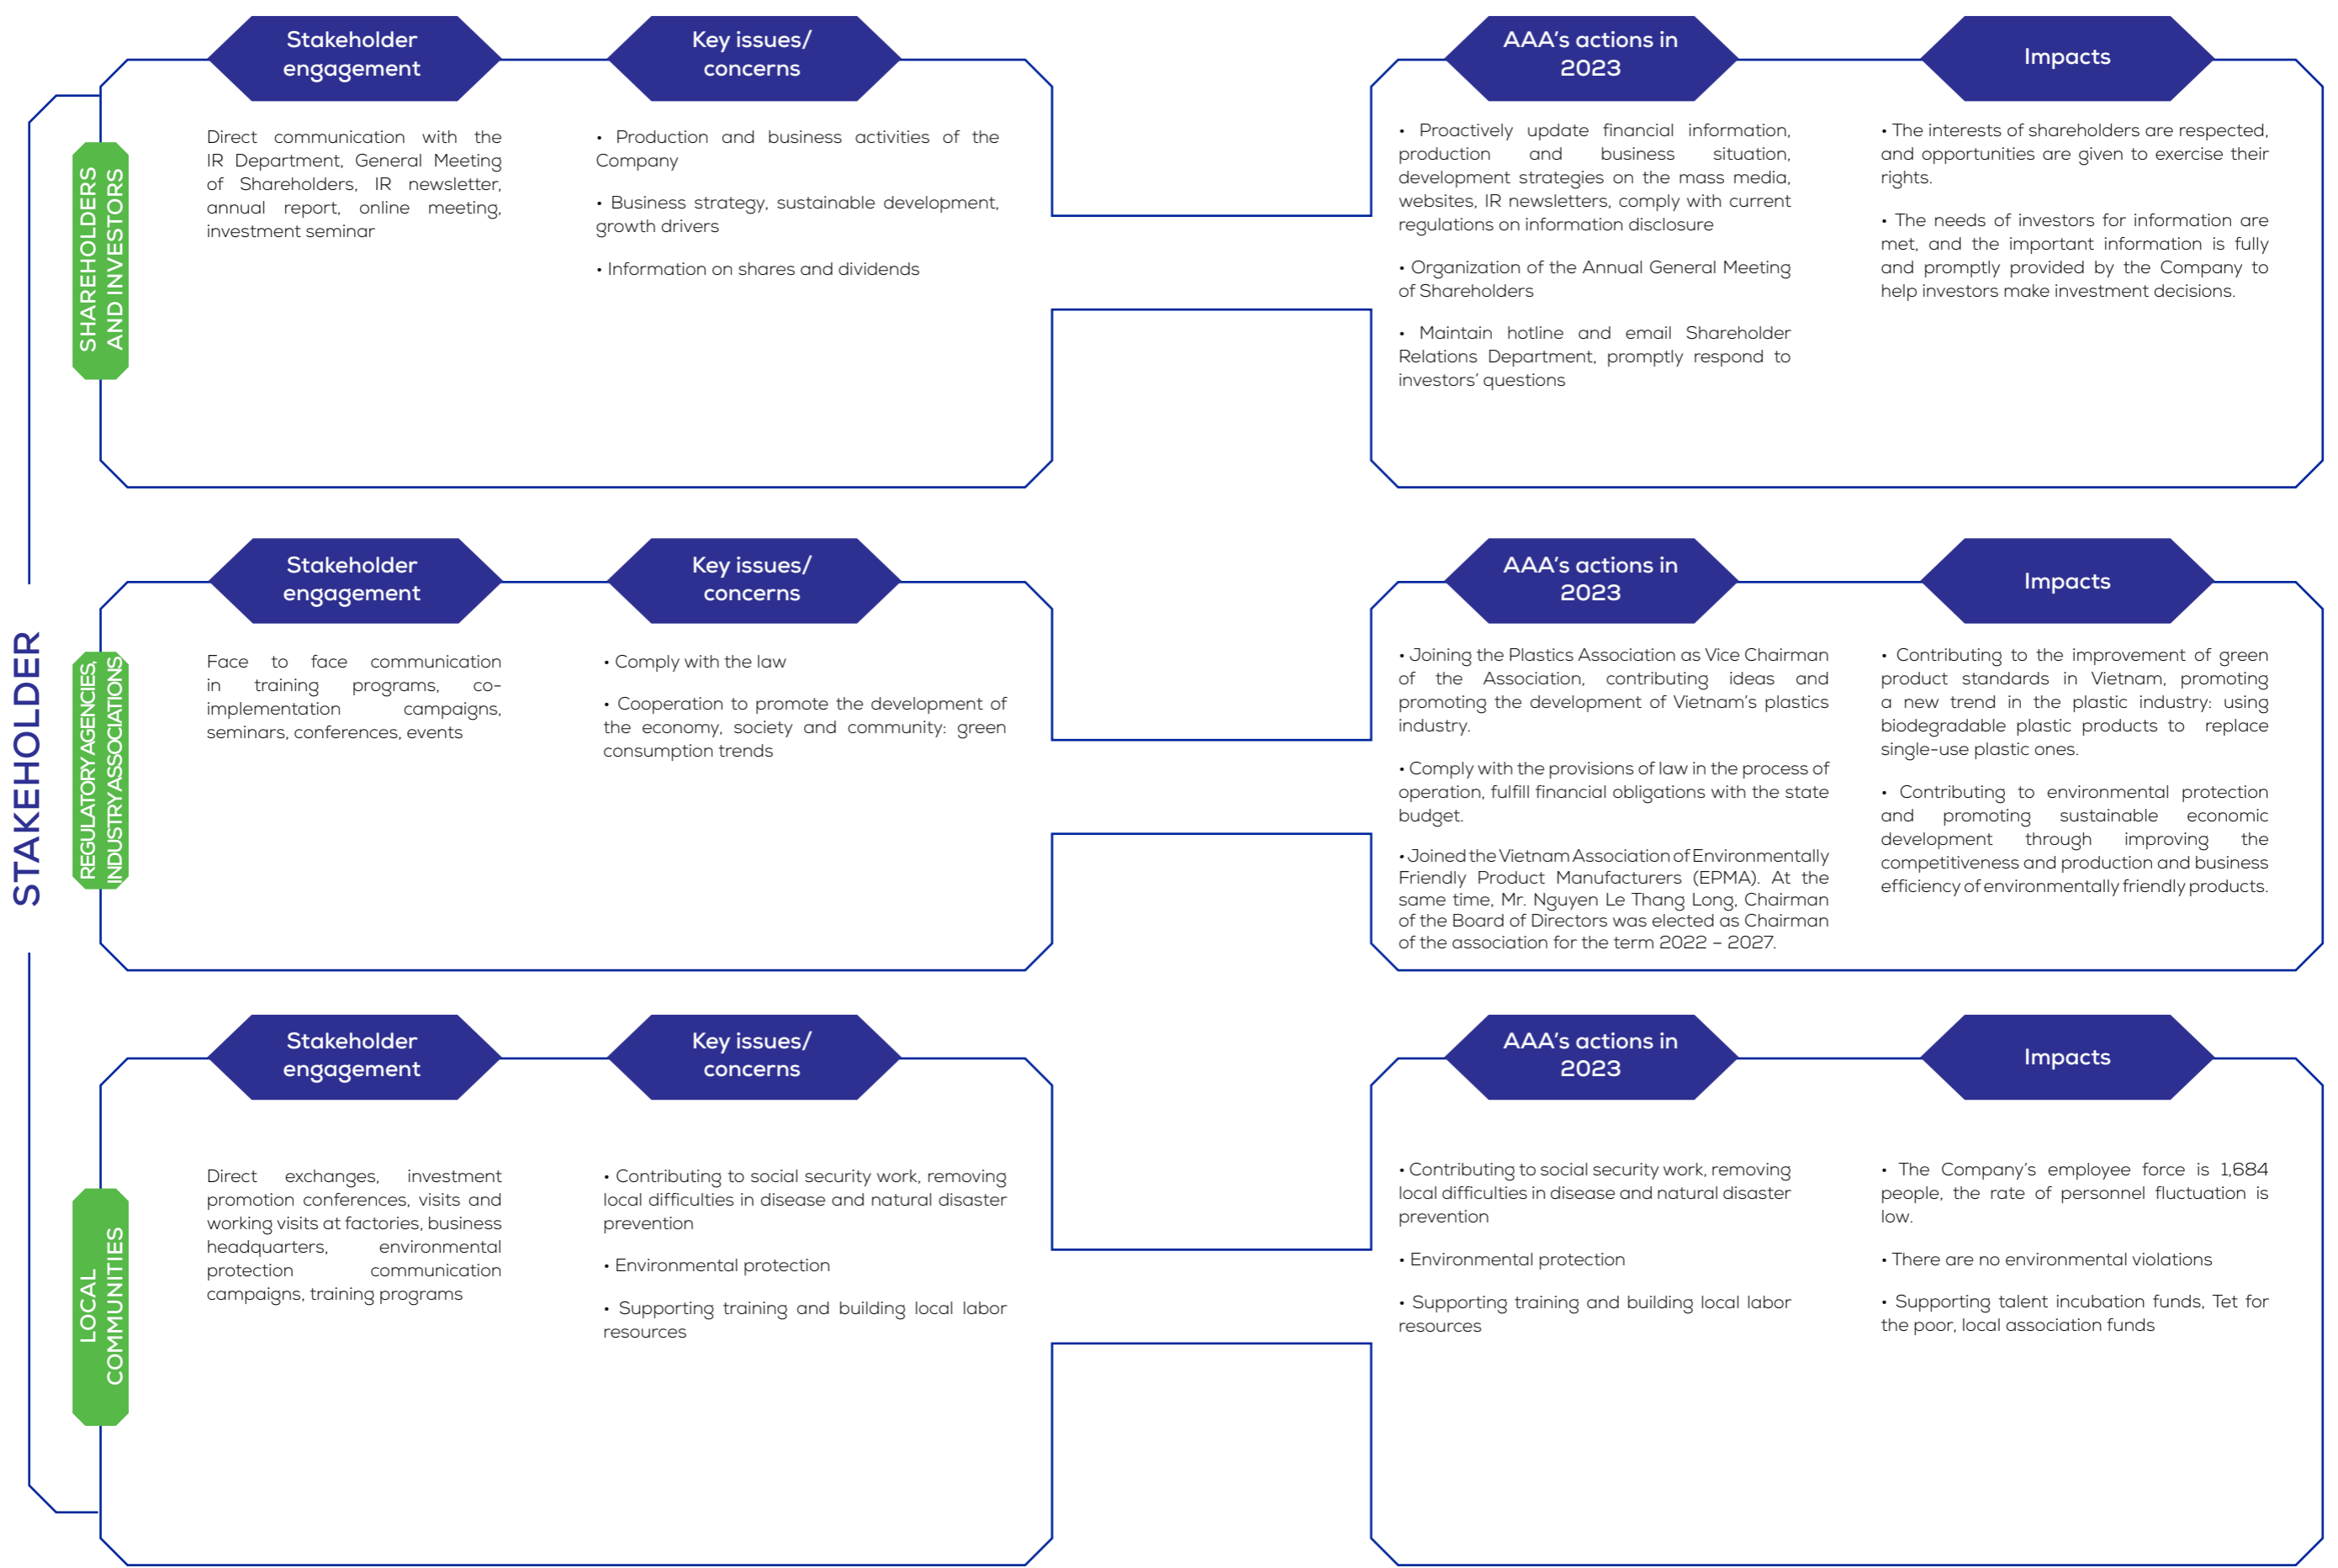 STAKEHOLDER
SHAREHOLDERS
AND INVESTORS
Stakeholder
engagement
Direct communication with the
IR Department, General Meeting
of Shareholders, IR newsletter,
annual report, online meeting,
investment seminar
Key issues/
concerns
• Production and business activities of the
Company
• Business strategy, sustainable development,
growth drivers
• Information on shares and dividends
AAA's actions in
2023
• Proactively update financial information,
production and business situation,
development strategies on the mass media,
websites, IR newsletters, comply with current
regulations on information disclosure
• Organization of the Annual General Meeting
of Shareholders
• Maintain hotline and email Shareholder
Relations Department, promptly respond to
investors' questions
Impacts
• The interests of shareholders are respected,
and opportunities are given to exercise their
rights.
• The needs of investors for information are
met, and the important information is fully
and promptly provided by the Company to
help investors make investment decisions.
REGULATORY AGENCIES,
INDUSTRY ASSOCIATIONS
Stakeholder
engagement
Face to face communication
in training programs, co-
implementation campaigns,
seminars, conferences, events
Key issues/
concerns
• Comply with the law
• Cooperation to promote the development of
the economy, society and community: green
consumption trends
AAA's actions in
2023
• Joining the Plastics Association as Vice Chairman
of the Association, contributing ideas and
promoting the development of Vietnam's plastics
industry.
• Comply with the provisions of law in the process of
operation, fulfill financial obligations with the state
budget.
• Joined the Vietnam Association of Environmentally
Friendly Product Manufacturers (EPMA). At the
same time, Mr. Nguyen Le Thang Long, Chairman
of the Board of Directors was elected as Chairman
of the association for the term 2022 – 2027.
Impacts
• Contributing to the improvement of green
product standards in Vietnam, promoting
a new trend in the plastic industry: using
biodegradable plastic products to replace
single-use plastic ones.
• Contributing to environmental protection
and promoting sustainable economic
development through improving the
competitiveness and production and business
efficiency of environmentally friendly products.
LOCAL
COMMUNITIES
Stakeholder
engagement
Direct exchanges, investment
promotion conferences, visits and
working visits at factories, business
headquarters, environmental
protection communication
campaigns, training programs
Key issues/
concerns
• Contributing to social security work, removing
local difficulties in disease and natural disaster
prevention
• Environmental protection
• Supporting training and building local labor
resources
AAA's actions in
2023
• Contributing to social security work, removing
local difficulties in disease and natural disaster
prevention
• Environmental protection
• Supporting training and building local labor
resources
Impacts
• The Company's employee force is 1,684
people, the rate of personnel fluctuation is
low.
• There are no environmental violations
• Supporting talent incubation funds, Tet for
the poor, local association funds